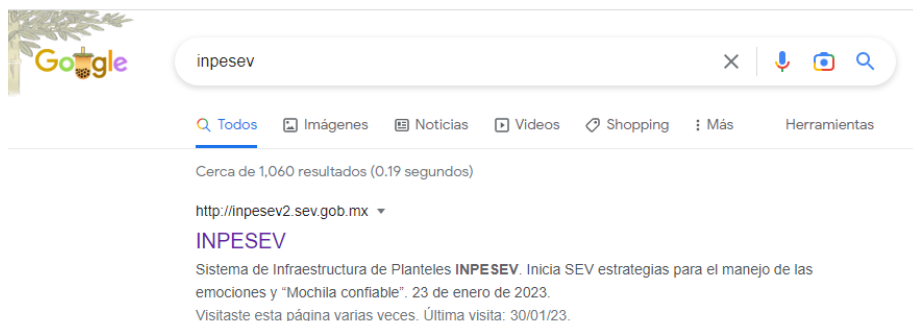 Google
inpesev
Todos Imágenes Noticias Videos Shopping Más Herramientas
Cerca de 1,060 resultados (0.19 segundos)
http://inpesev2.sev.gob.mx
INPESEV
Sistema de Infraestructura de Planteles INPESEV. Inicia SEV estrategias para el manejo de las
emociones y “Mochila confiable”. 23 de enero de 2023.
Visitaste esta página varias veces. Última visita: 30/01/23.